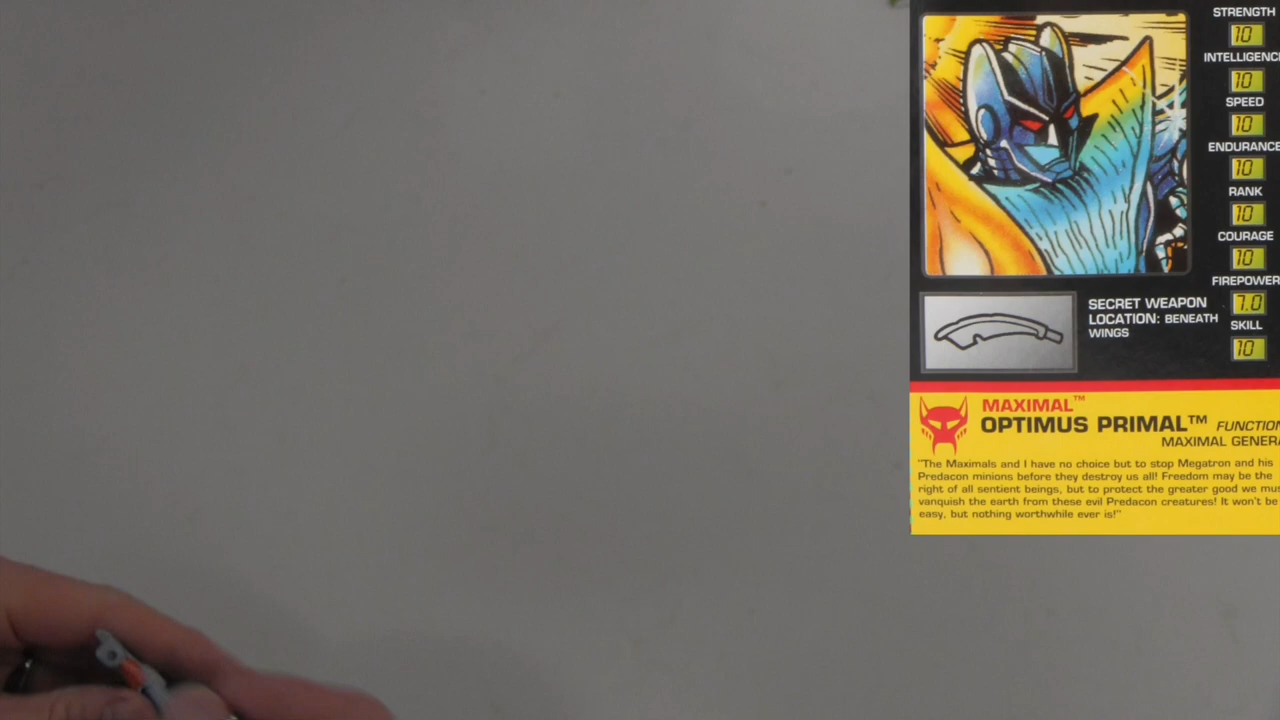 STRENGTH
10
INTELLIGENC
10
SPEED
10
ENDURANCE
10
RANK
10
COURAGE
10
FIREPOWER
7.0
SKILL
10
SECRET WEAPON
LOCATION: BENEATH
WINGS
MAXIMAL™
OPTIMUS PRIMAL™ FUNCTION
MAXIMAL GENERA
"The Maximals and I have no choice but to stop Megatron and his
Predacon minions before they destroy us all! Freedom may be the
right of all sentient beings, but to protect the greater good we mus
vanquish the earth from these evil Predacon creatures! It won't be
easy, but nothing worthwhile ever is!"